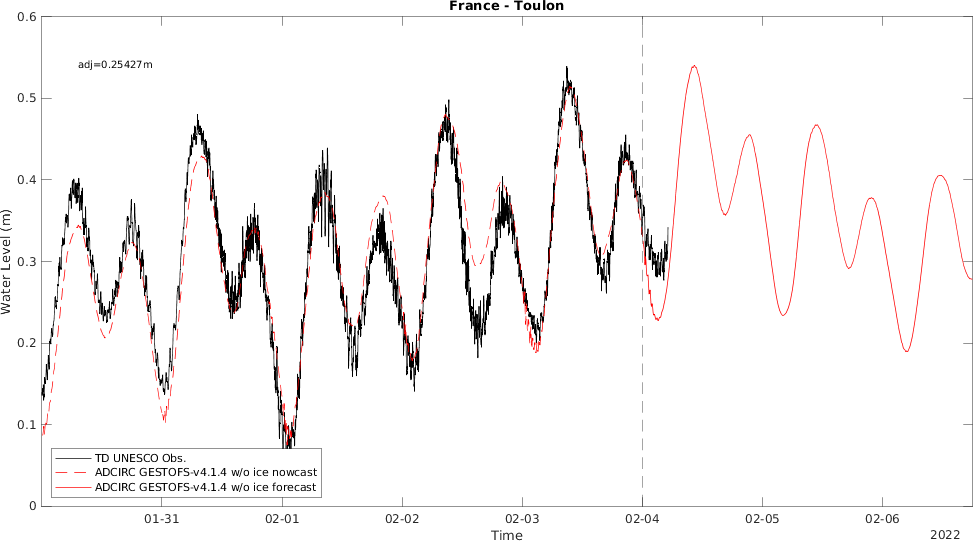 France - Toulon
adj=0.25427m
0.6
0.5
0.4
0.3
0.2
0.1
0
Water Level (m)
TD UNESCO Obs.
ADCIRC GESTOFS-v4.1.4 w/o ice nowcast
ADCIRC GESTOFS-v4.1.4 w/o ice forecast
01-31 02-01 02-02 02-03 02-04 02-05 02-06
Time
2022